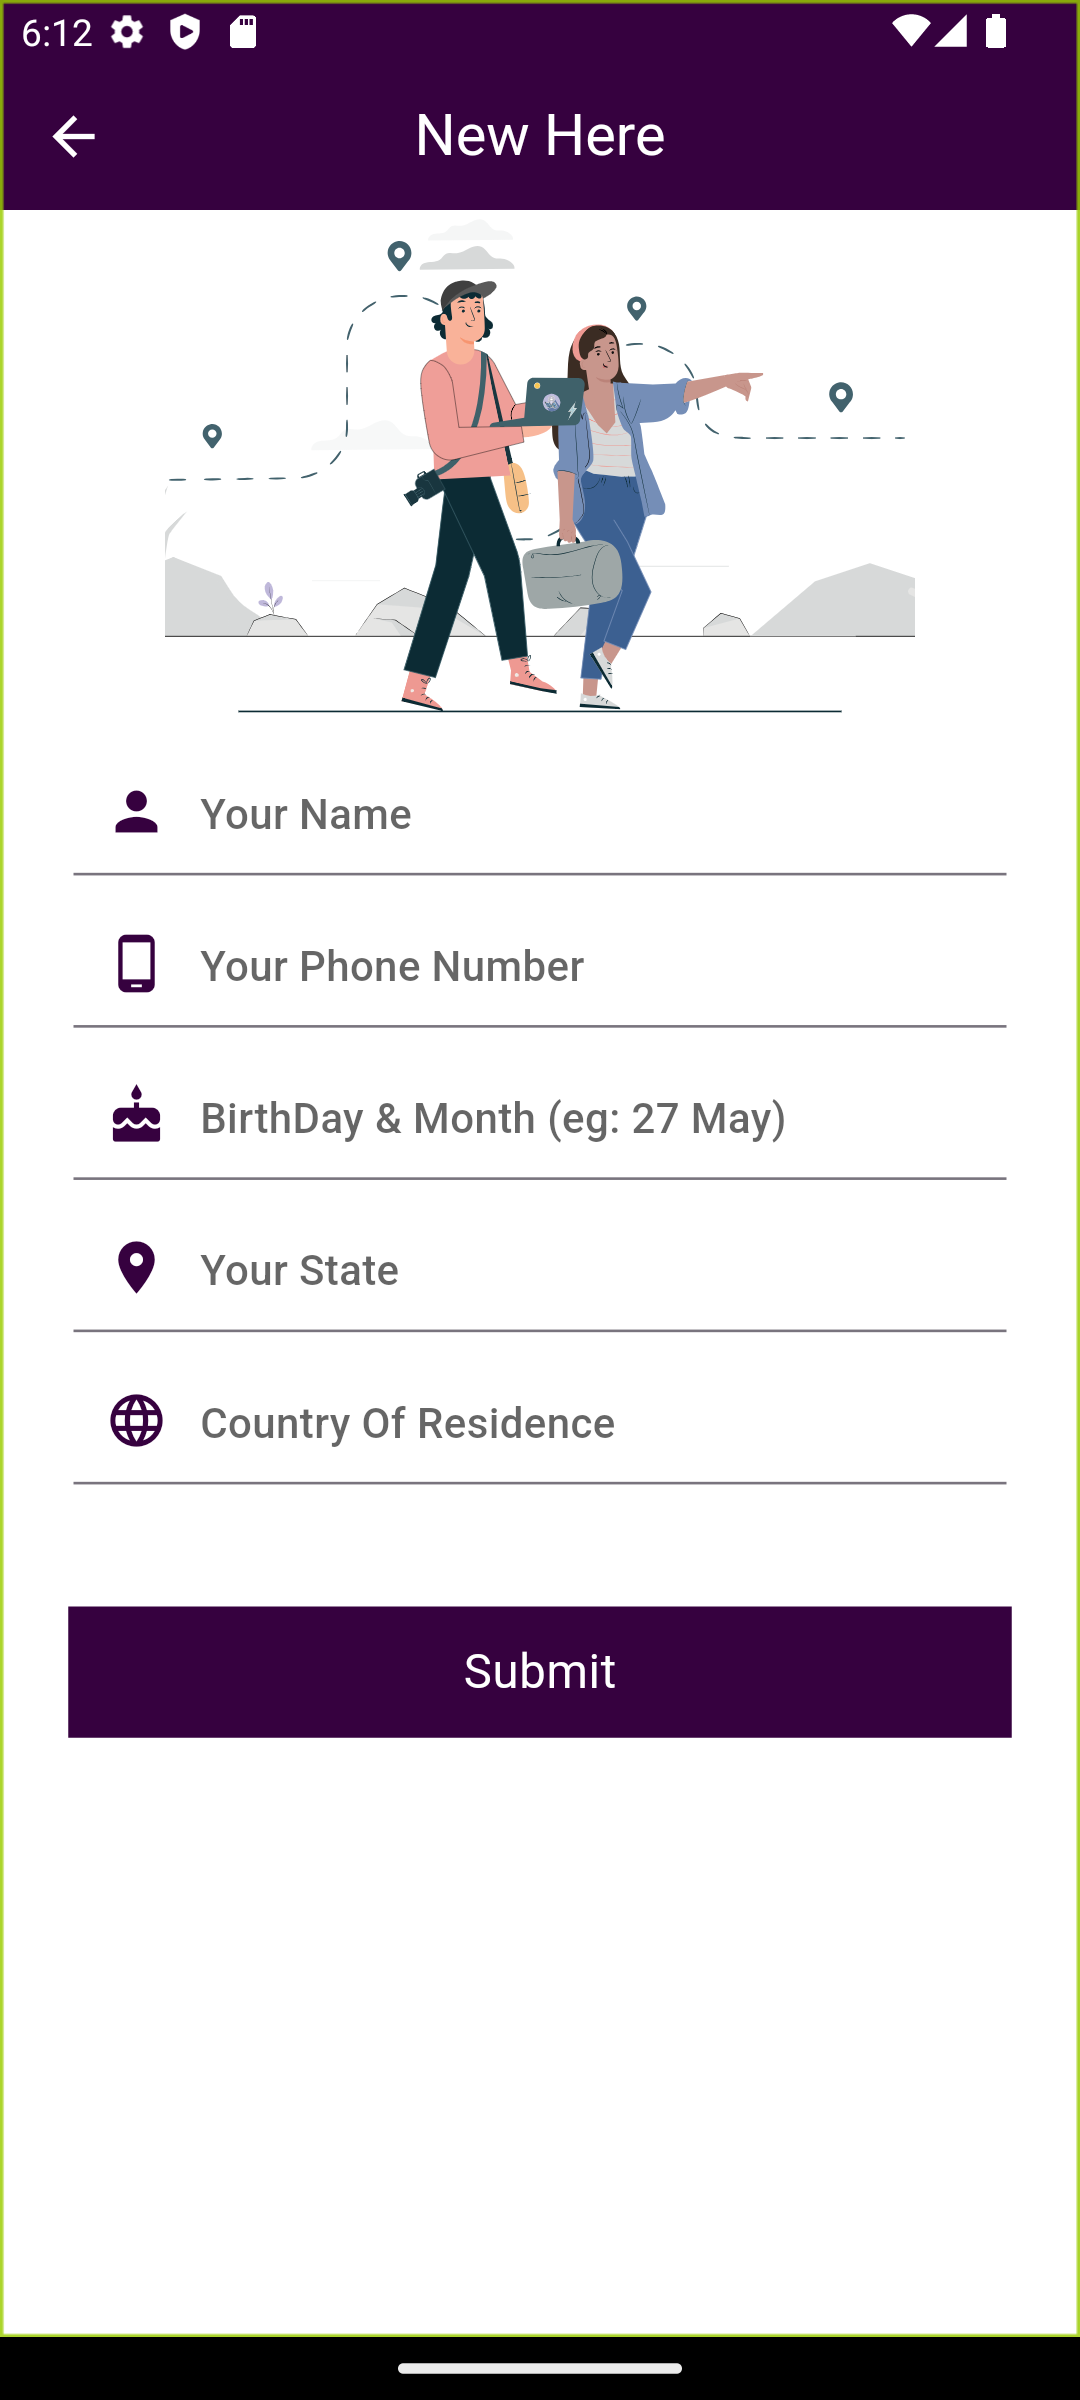 6:12
New Here
Your Name
Your Phone Number
BirthDay & Month (eg: 27 May)
Your State
Country Of Residence
Submit